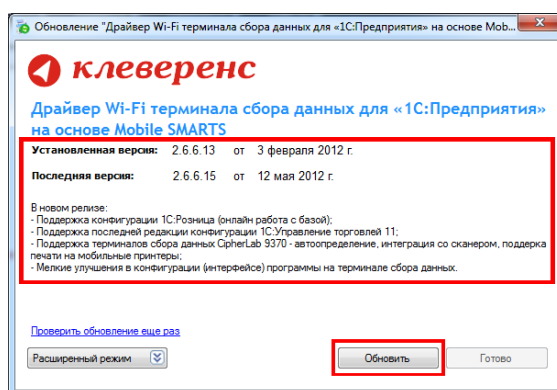 Обновление "Драйвер Wi-Fi терминала сбора данных для «1С:Предприятия» на основе Mob...
клеверенс
Драйвер Wi-Fi терминала сбора данных для «1С:Предприятия»
на основе Mobile SMARTS
Установленная версия: 2.6.6.13 от 3 февраля 2012 г.
Последняя версия: 2.6.6.15 от 12 мая 2012 г.
В новом релизе:
- Поддержка конфигурации 1С:Розница (онлайн работа с базой);
- Поддержка последней редакции конфигурации 1С:Управление торговлей 11;
- Поддержка терминалов сбора данных CipherLab 9370 - автоопределение, интеграция со сканером, поддерка
печати на мобильные принтеры;
- Мелкие улучшения в конфигурации (интерфейсе) программы на терминале сбора данных.
Проверить обновление еще раз
Расширенный режим
Обновить
Готово